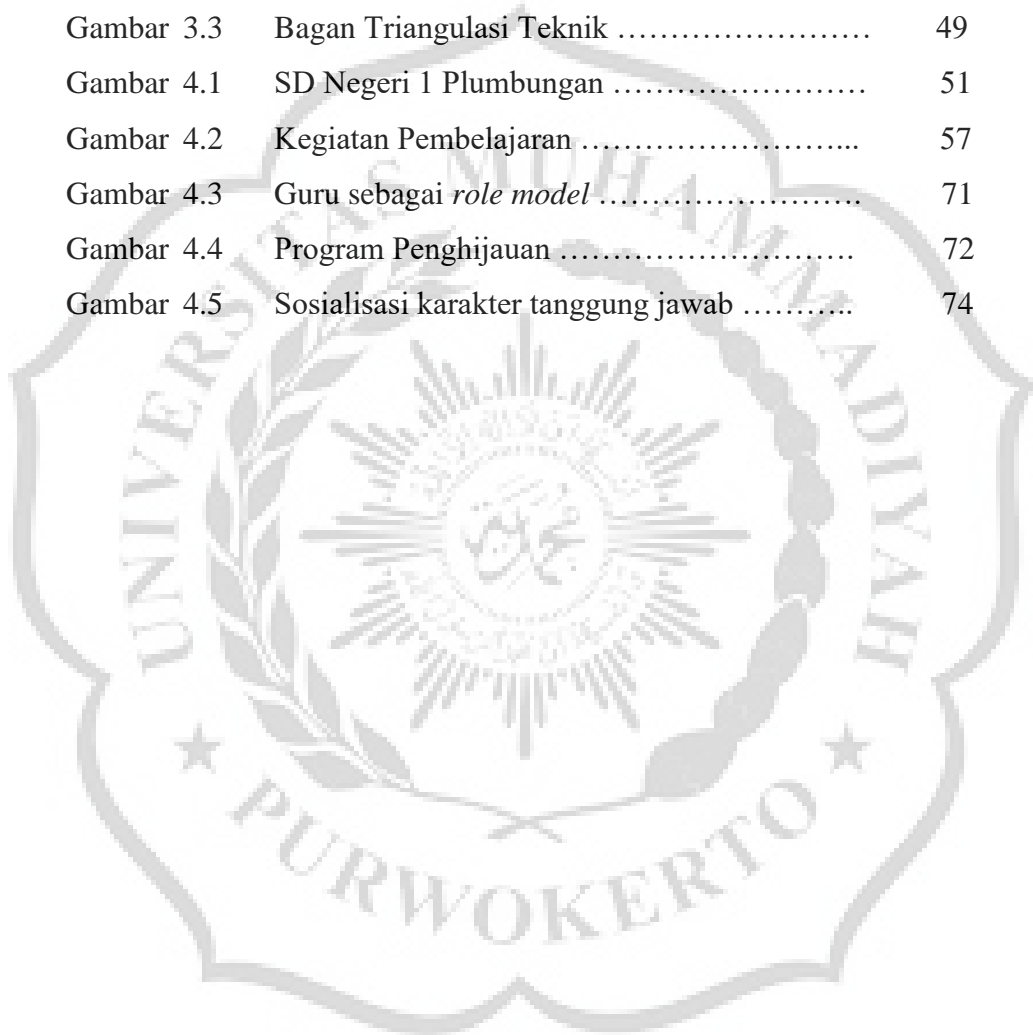 Gambar 3.3 Bagan Triangulasi Teknik …………………… 49
Gambar 4.1 SD Negeri 1 Plumbungan …………………… 51
Gambar 4.2 Kegiatan Pembelajaran …………………... 57
Gambar 4.3 Guru sebagai role model ……………………. 71
Gambar 4.4 Program Penghijauan ………………………. 72
Gambar 4.5 Sosialisasi karakter tanggung jawab ……….. 74
UNIVERSITAS MUHAMMADIYAH
PURWOKERTO